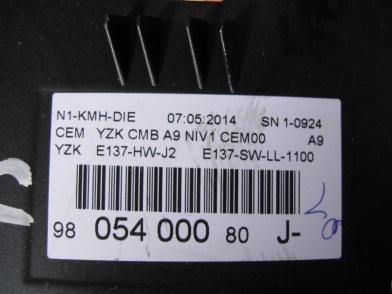 N1-KMH-DIE 07:05:2014 SN 1-0924
CEM YZK CMB A9 NIV1 CEM00 A9
YZK E137-HW-J2 E137-SW-LL-1100
98 054 000 80 J-